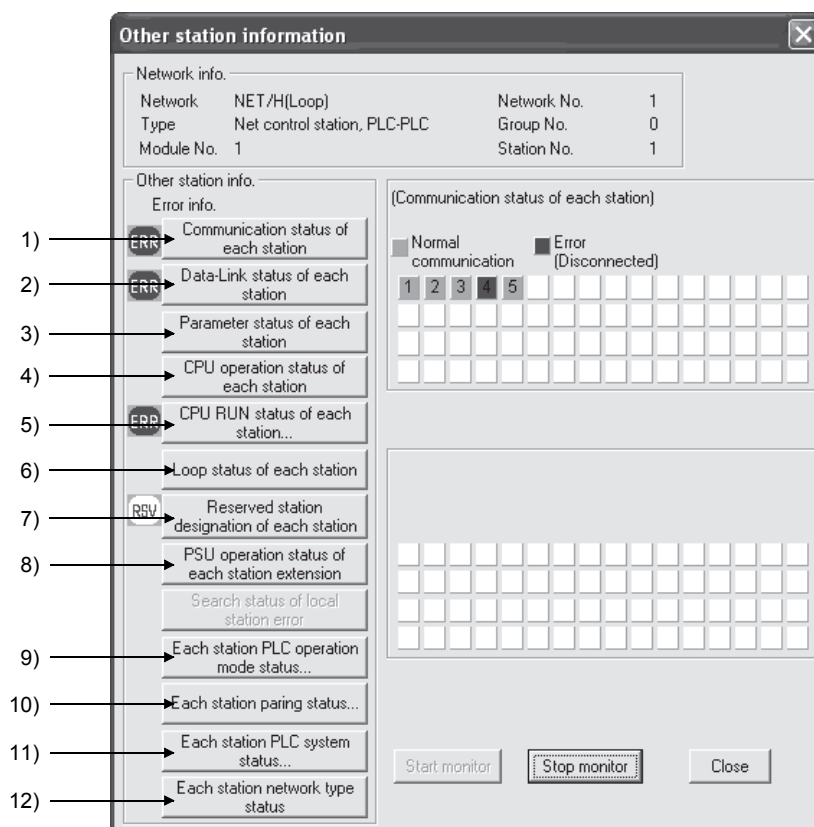 Other station information
Network info.
Network NET/H(Loop) Network No. 1
Type Net control station, PLC-PLC Group No. 0
Module No. 1 Station No. 1
Other station info.
Error info.
(Communication status of each station)
Normal communication
Error (Disconnected)
1 2 3 4 5
1) ERR Communication status of
each station
2) ERR Data-Link status of each
station
3) Parameter status of each
station
4) CPU operation status of
each station
5) ERR CPU RUN status of each
station...
6) Loop status of each station
7) RSV Reserved station
designation of each station
8) PSU operation status of
each station extension
Search status of local
station error
9) Each station PLC operation
mode status...
10) Each station paring status...
11) Each station PLC system
status...
12) Each station network type
status
Start monitor Stop monitor Close